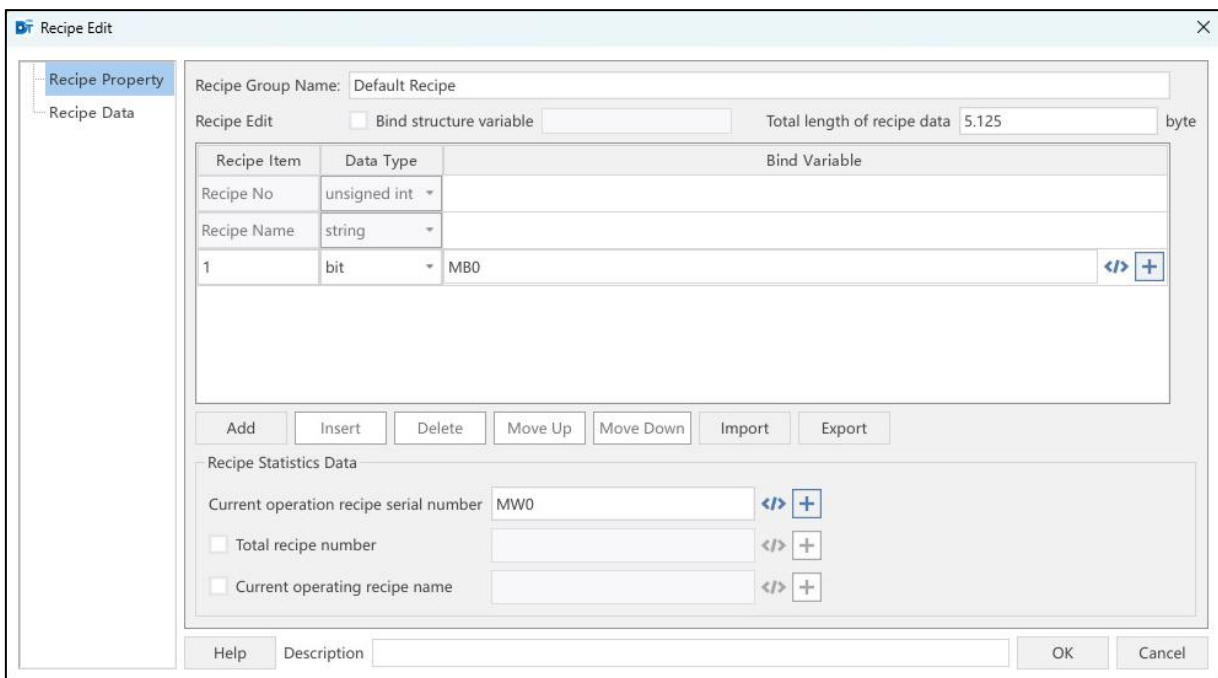 DT Recipe Edit
Recipe Property
Recipe Data
Recipe Group Name: Default Recipe
Recipe Edit Bind structure variable Total length of recipe data 5.125 byte
Recipe Item Data Type Bind Variable
Recipe No unsigned int
Recipe Name string
1 bit MB0 </> +
Add Insert Delete Move Up Move Down Import Export
Recipe Statistics Data
Current operation recipe serial number MW0 </> +
Total recipe number </> +
Current operating recipe name </> +
Help Description OK Cancel